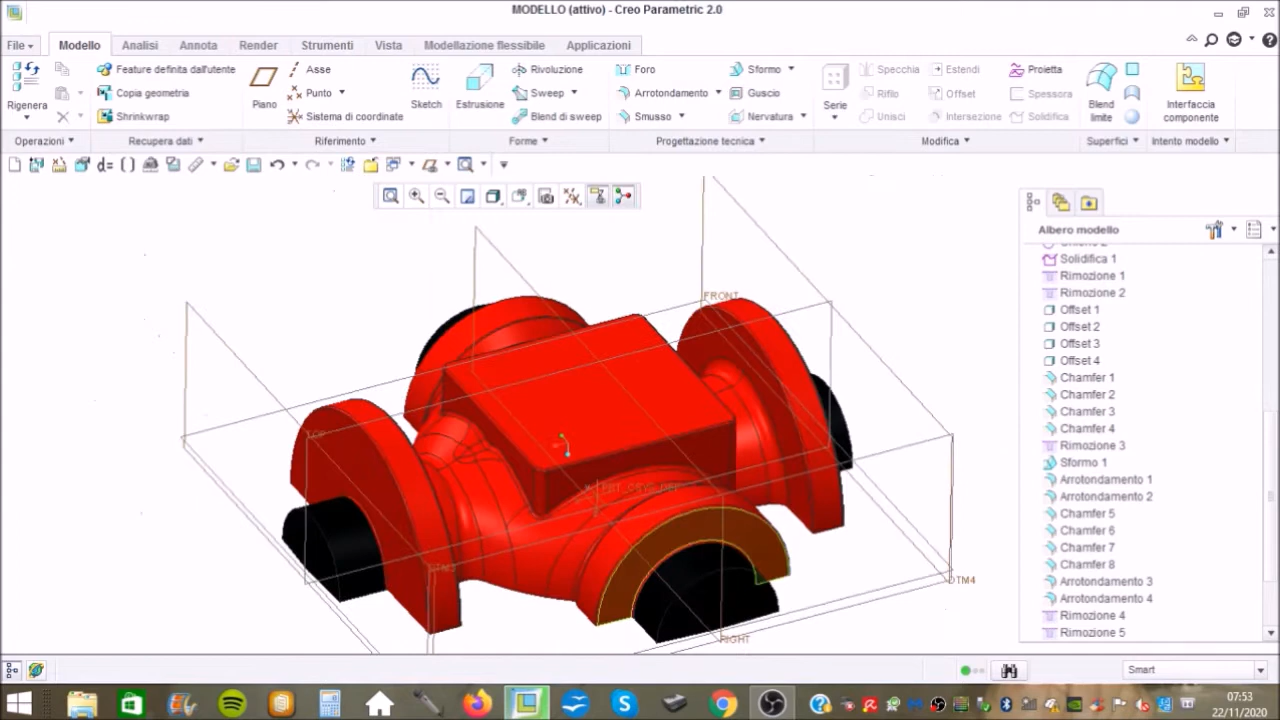 MODELLO (attivo) - Creo Parametric 2.0
File Modello Analisi Annota Render Strumenti Vista Modellazione flessibile Applicazioni
Rigenera
Feature definita dall'utente
Copia geometria
Shrinkwrap
Piano
Asse
Punto
Sistema di coordinate
Sketch
Estrusione
Rivoluzione
Sweep
Blend di sweep
Foro
Arrotondamento
Smusso
Sformo
Guscio
Nervatura
Serie
Specchia
Rifilo
Unisci
Estendi
Offset
Intersezione
Proietta
Spessora
Solidifica
Blend limite
Interfaccia componente
Operazioni Recupera dati Riferimento Forme Progettazione tecnica Modifica Superfici Intento modello
Albero modello
Solidifica 1
Rimozione 1
Rimozione 2
Offset 1
Offset 2
Offset 3
Offset 4
Chamfer 1
Chamfer 2
Chamfer 3
Chamfer 4
Rimozione 3
Sformo 1
Arrotondamento 1
Arrotondamento 2
Chamfer 5
Chamfer 6
Chamfer 7
Chamfer 8
Arrotondamento 3
Arrotondamento 4
Rimozione 4
Rimozione 5
FRONT
TOP
DTM3
DTM4
RIGHT
Smart
07:53
22/11/2020